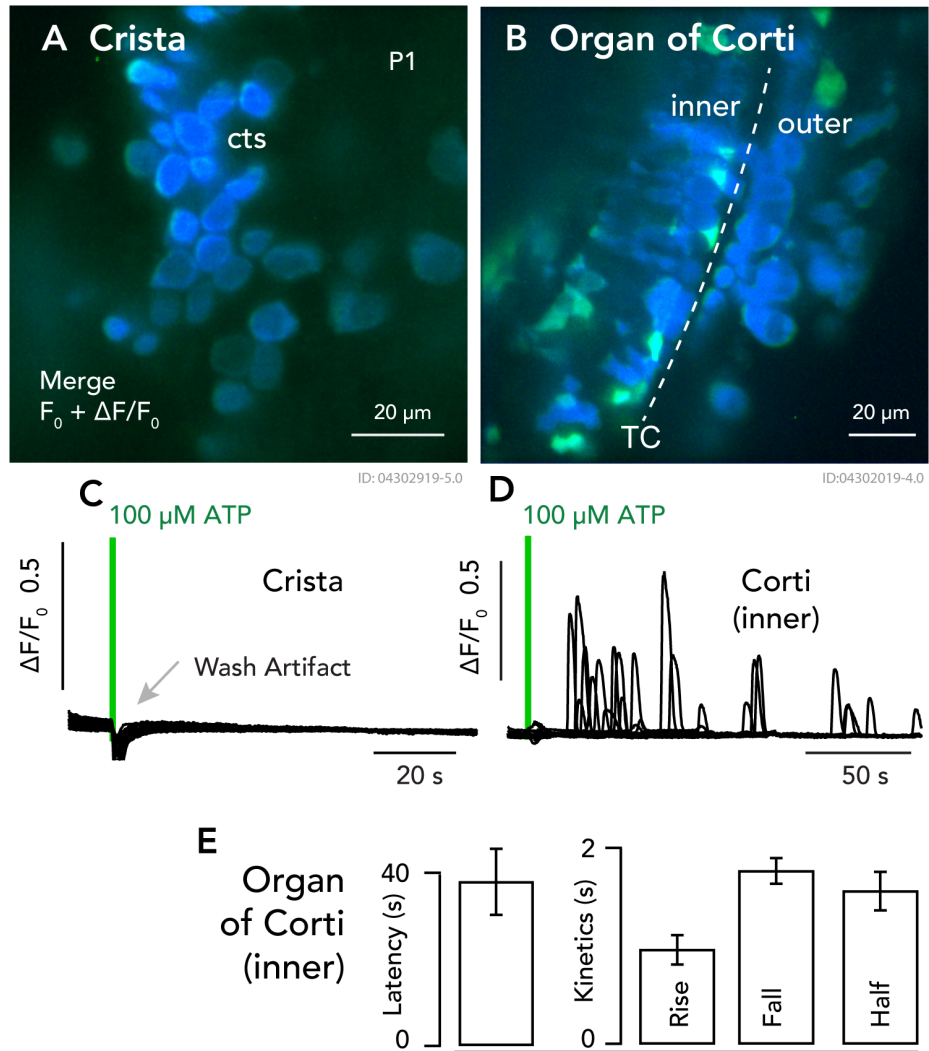 A Crista
P1
cts
Merge
F₀ + ΔF/F₀
20 µm
ID: 04302919-5.0
B Organ of Corti
inner
outer
TC
20 µm
ID: 04302019-4.0
C
100 µM ATP
ΔF/F₀ 0.5
Crista
Wash Artifact
20 s
D
100 µM ATP
ΔF/F₀ 0.5
Corti
(inner)
50 s
E
Organ
of Corti
(inner)
Latency (s)
40
0
Kinetics (s)
2
0
Rise
Fall
Half